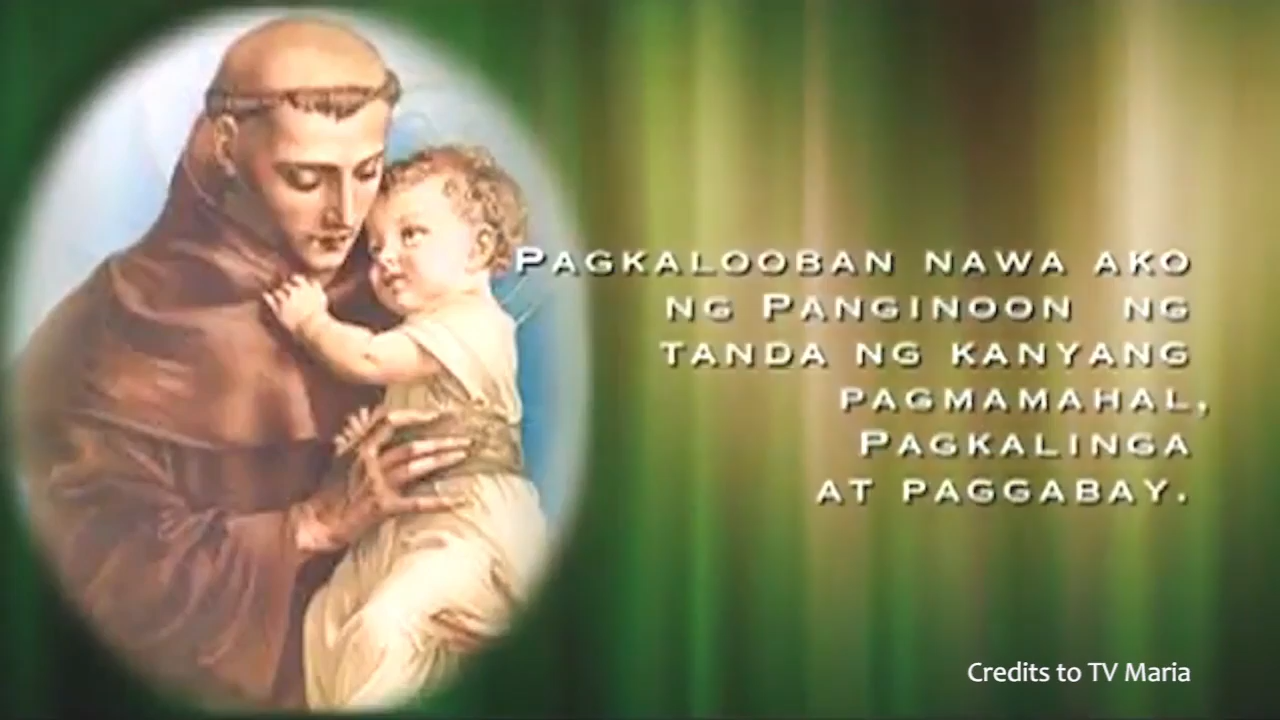 Pagkalooban nawa ako
ng Panginoon ng
tanda ng kanyang
pagmamahal,
Pagkalinga
at paggabay.
Credits to TV Maria